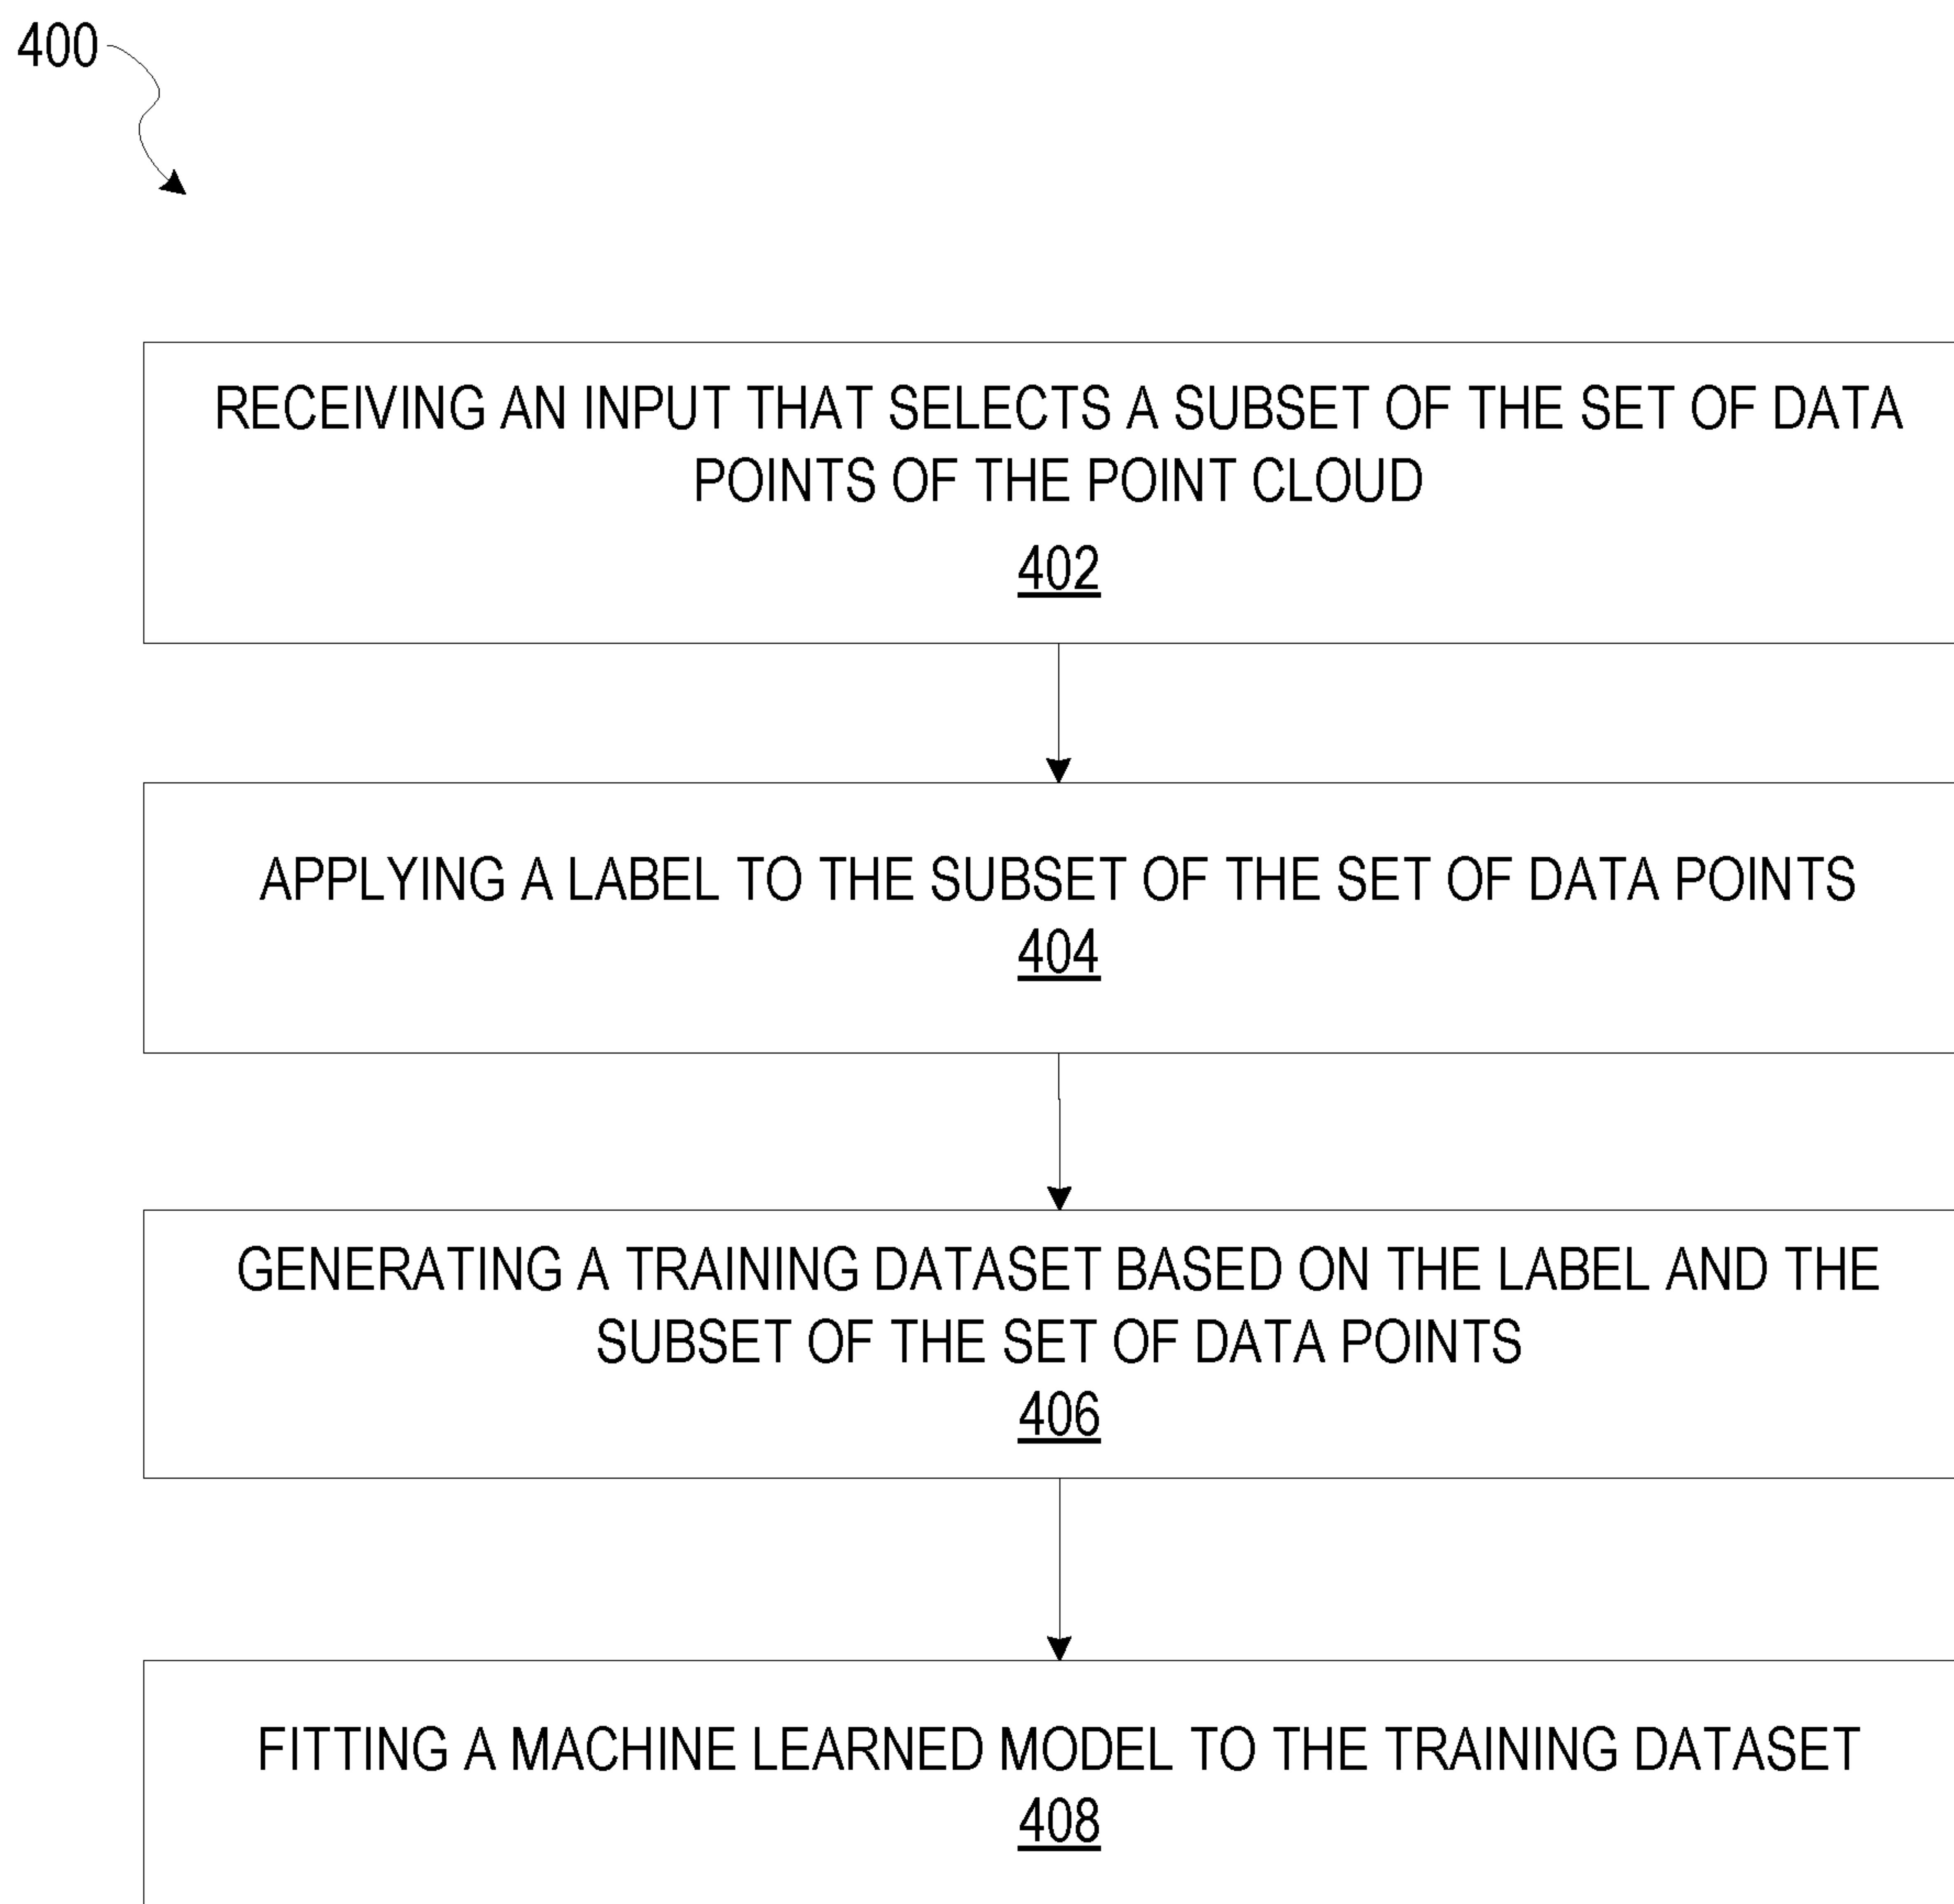 400
RECEIVING AN INPUT THAT SELECTS A SUBSET OF THE SET OF DATA
POINTS OF THE POINT CLOUD
402
APPLYING A LABEL TO THE SUBSET OF THE SET OF DATA POINTS
404
GENERATING A TRAINING DATASET BASED ON THE LABEL AND THE
SUBSET OF THE SET OF DATA POINTS
406
FITTING A MACHINE LEARNED MODEL TO THE TRAINING DATASET
408